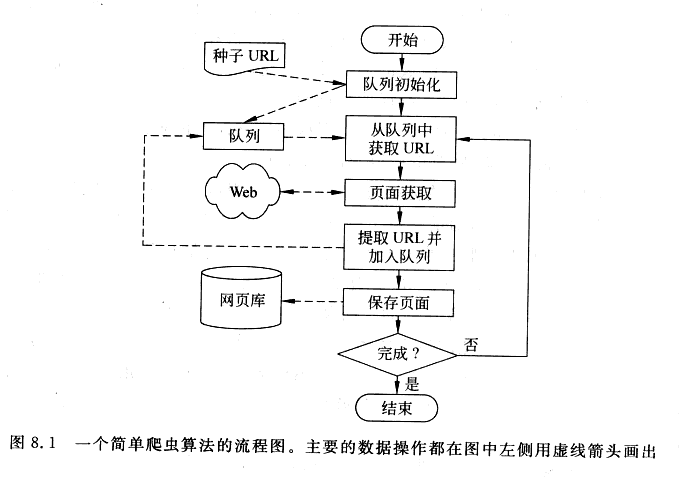 开始
种子 URL
队列初始化
队列
从队列中
获取 URL
Web
页面获取
提取 URL 并
加入队列
网页库
保存页面
完成？
否
是
结束
图 8.1 一个简单爬虫算法的流程图。主要的数据操作都在图中左侧用虚线箭头画出